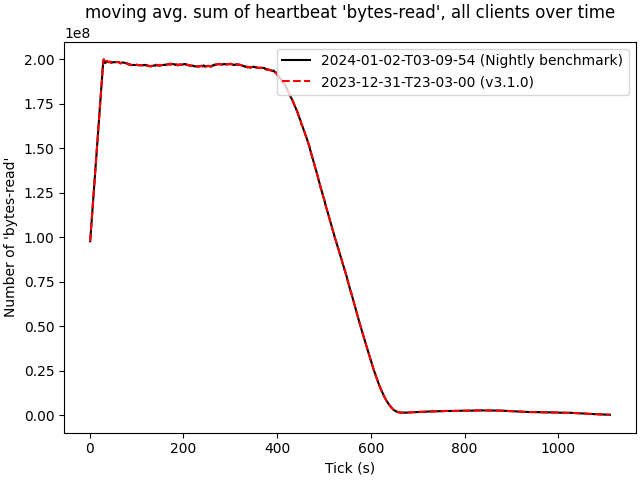 moving avg. sum of heartbeat 'bytes-read', all clients over time
1e8
2024-01-02-T03-09-54 (Nightly benchmark)
2023-12-31-T23-03-00 (v3.1.0)
Number of 'bytes-read'
2.00
1.75
1.50
1.25
1.00
0.75
0.50
0.25
0.00
0 200 400 600 800 1000
Tick (s)